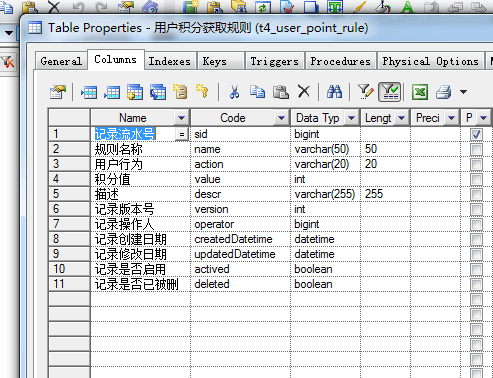 Table Properties - 用户积分获取规则 (t4_user_point_rule)
General Columns Indexes Keys Triggers Procedures Physical Options
Name Code Data Typ Lengt Preci P
1 记录流水号 = sid bigint
2 规则名称 name varchar(50) 50
3 用户行为 action varchar(20) 20
4 积分值 value int
5 描述 descr varchar(255) 255
6 记录版本号 version int
7 记录操作人 operator bigint
8 记录创建日期 createdDatetime datetime
9 记录修改日期 updatedDatetime datetime
10 记录是否启用 actived boolean
11 记录是否已被删 deleted boolean